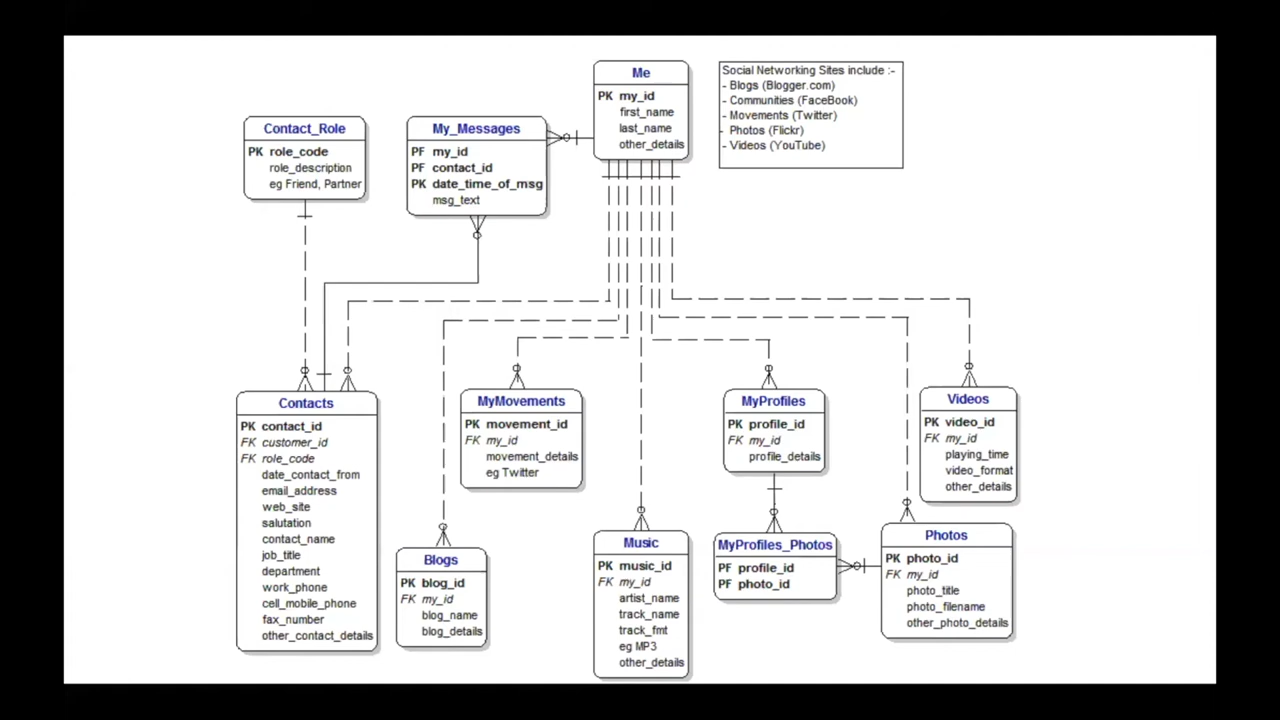 Me
PK my_id
first_name
last_name
other_details
Social Networking Sites include :-
- Blogs (Blogger.com)
- Communities (FaceBook)
- Movements (Twitter)
- Photos (Flickr)
- Videos (YouTube)
Contact_Role
PK role_code
role_description
eg Friend, Partner
My_Messages
PF my_id
PF contact_id
PK date_time_of_msg
msg_text
Contacts
PK contact_id
FK customer_id
FK role_code
date_contact_from
email_address
web_site
salutation
contact_name
job_title
department
work_phone
cell_mobile_phone
fax_number
other_contact_details
Blogs
PK blog_id
FK my_id
blog_name
blog_details
MyMovements
PK movement_id
FK my_id
movement_details
eg Twitter
Music
PK music_id
FK my_id
artist_name
track_name
track_fmt
eg MP3
other_details
MyProfiles
PK profile_id
FK my_id
profile_details
MyProfiles_Photos
PF profile_id
PF photo_id
Videos
PK video_id
FK my_id
playing_time
video_format
other_details
Photos
PK photo_id
FK my_id
photo_title
photo_filename
other_photo_details